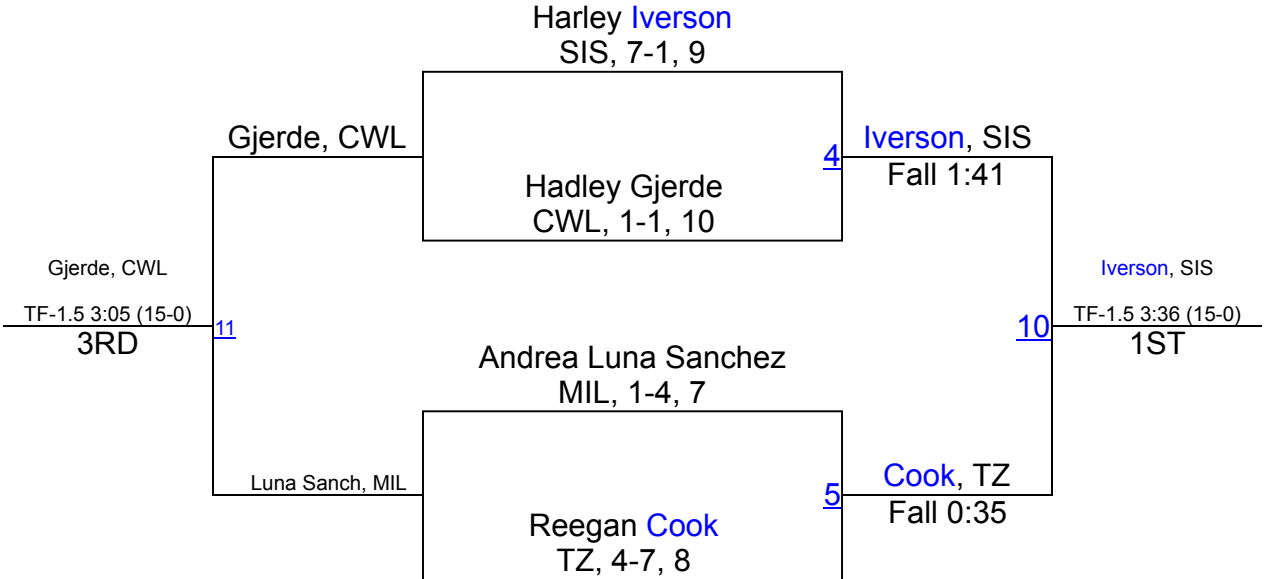 Harley Iverson
SIS, 7-1, 9
Gjerde, CWL
4
Iverson, SIS
Fall 1:41
Hadley Gjerde
CWL, 1-1, 10
Gjerde, CWL
TF-1.5 3:05 (15-0)
3RD
11
Iverson, SIS
10
TF-1.5 3:36 (15-0)
1ST
Andrea Luna Sanchez
MIL, 1-4, 7
Luna Sanch, MIL
5
Cook, TZ
Fall 0:35
Reegan Cook
TZ, 4-7, 8